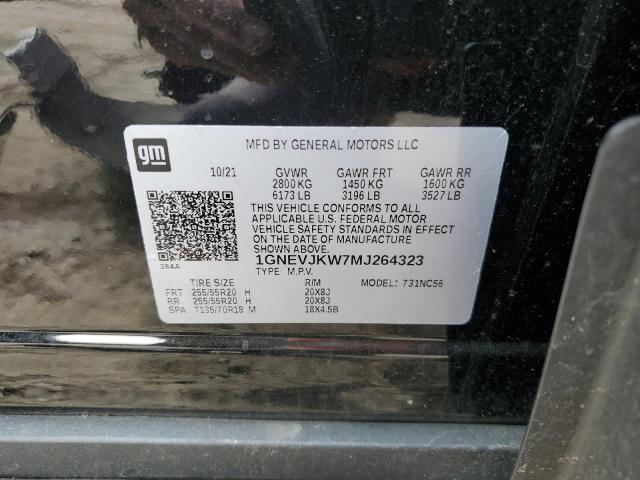 gm
MFD BY GENERAL MOTORS LLC
10/21 GVWR GAWR FRT GAWR RR
2800 KG 1450 KG 1600 KG
6173 LB 3196 LB 3527 LB
THIS VEHICLE CONFORMS TO ALL
APPLICABLE U.S. FEDERAL MOTOR
VEHICLE SAFETY STANDARDS IN EFFECT
ON THE DATE OF MANUFACTURE
SHOWN ABOVE.
384A
1GNEVJKW7MJ264323
TYPE: M.P.V. MODEL: 731NC56
TIRE SIZE RIM
FRT 255/55R20 H 20X8J
RR 255/55R20 H 20X8J
SPA T135/70R18 M 18X4.5B